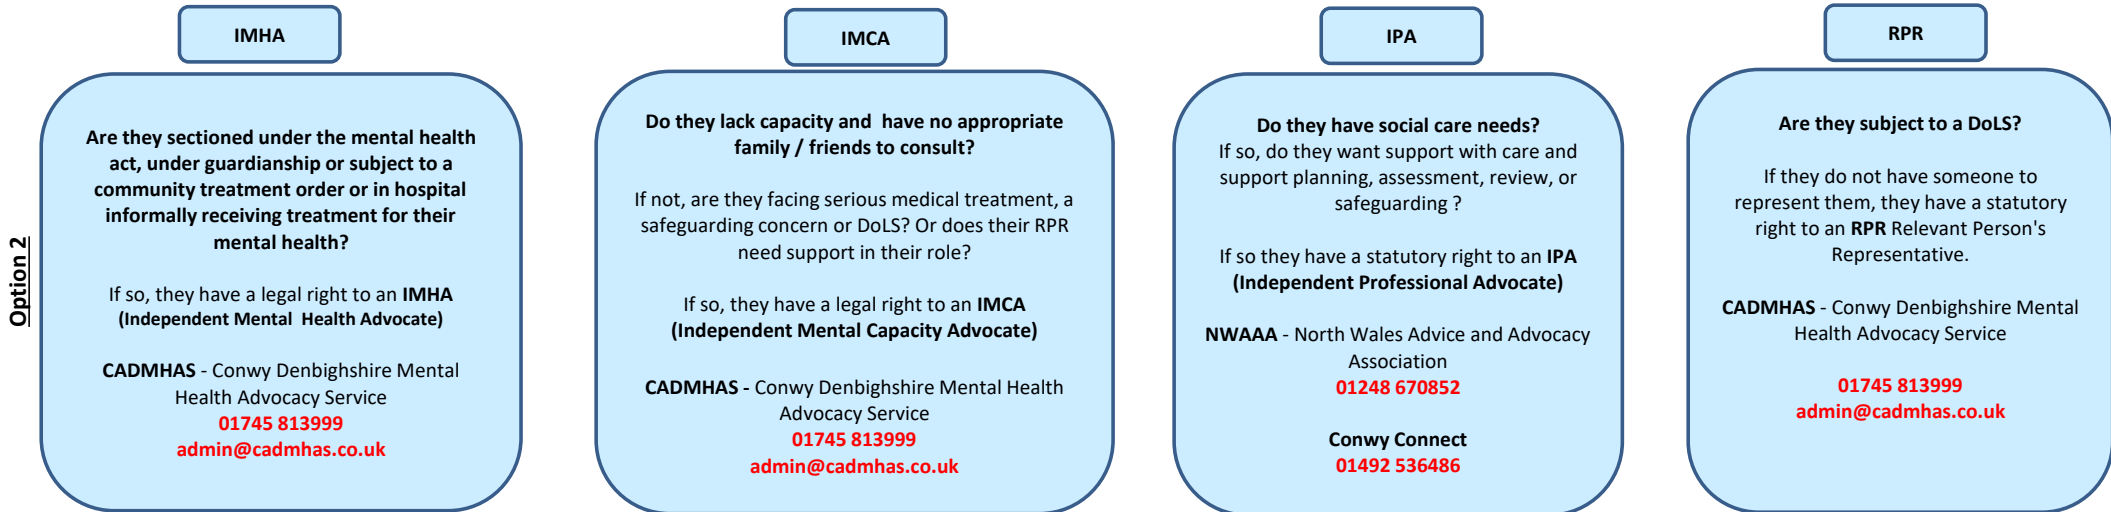 Option 2
IMHA
Are they sectioned under the mental health
act, under guardianship or subject to a
community treatment order or in hospital
informally receiving treatment for their
mental health?
If so, they have a legal right to an IMHA
(Independent Mental Health Advocate)
CADMHAS - Conwy Denbighshire Mental
Health Advocacy Service
01745 813999
admin@cadmhas.co.uk
IMCA
Do they lack capacity and have no appropriate
family / friends to consult?
If not, are they facing serious medical treatment, a
safeguarding concern or DoLS? Or does their RPR
need support in their role?
If so, they have a legal right to an IMCA
(Independent Mental Capacity Advocate)
CADMHAS - Conwy Denbighshire Mental Health
Advocacy Service
01745 813999
admin@cadmhas.co.uk
IPA
Do they have social care needs?
If so, do they want support with care and
support planning, assessment, review, or
safeguarding ?
If so they have a statutory right to an IPA
(Independent Professional Advocate)
NWAAA - North Wales Advice and Advocacy
Association
01248 670852
Conwy Connect
01492 536486
RPR
Are they subject to a DoLS?
If they do not have someone to
represent them, they have a statutory
right to an RPR Relevant Person's
Representative.
CADMHAS - Conwy Denbighshire Mental
Health Advocacy Service
01745 813999
admin@cadmhas.co.uk